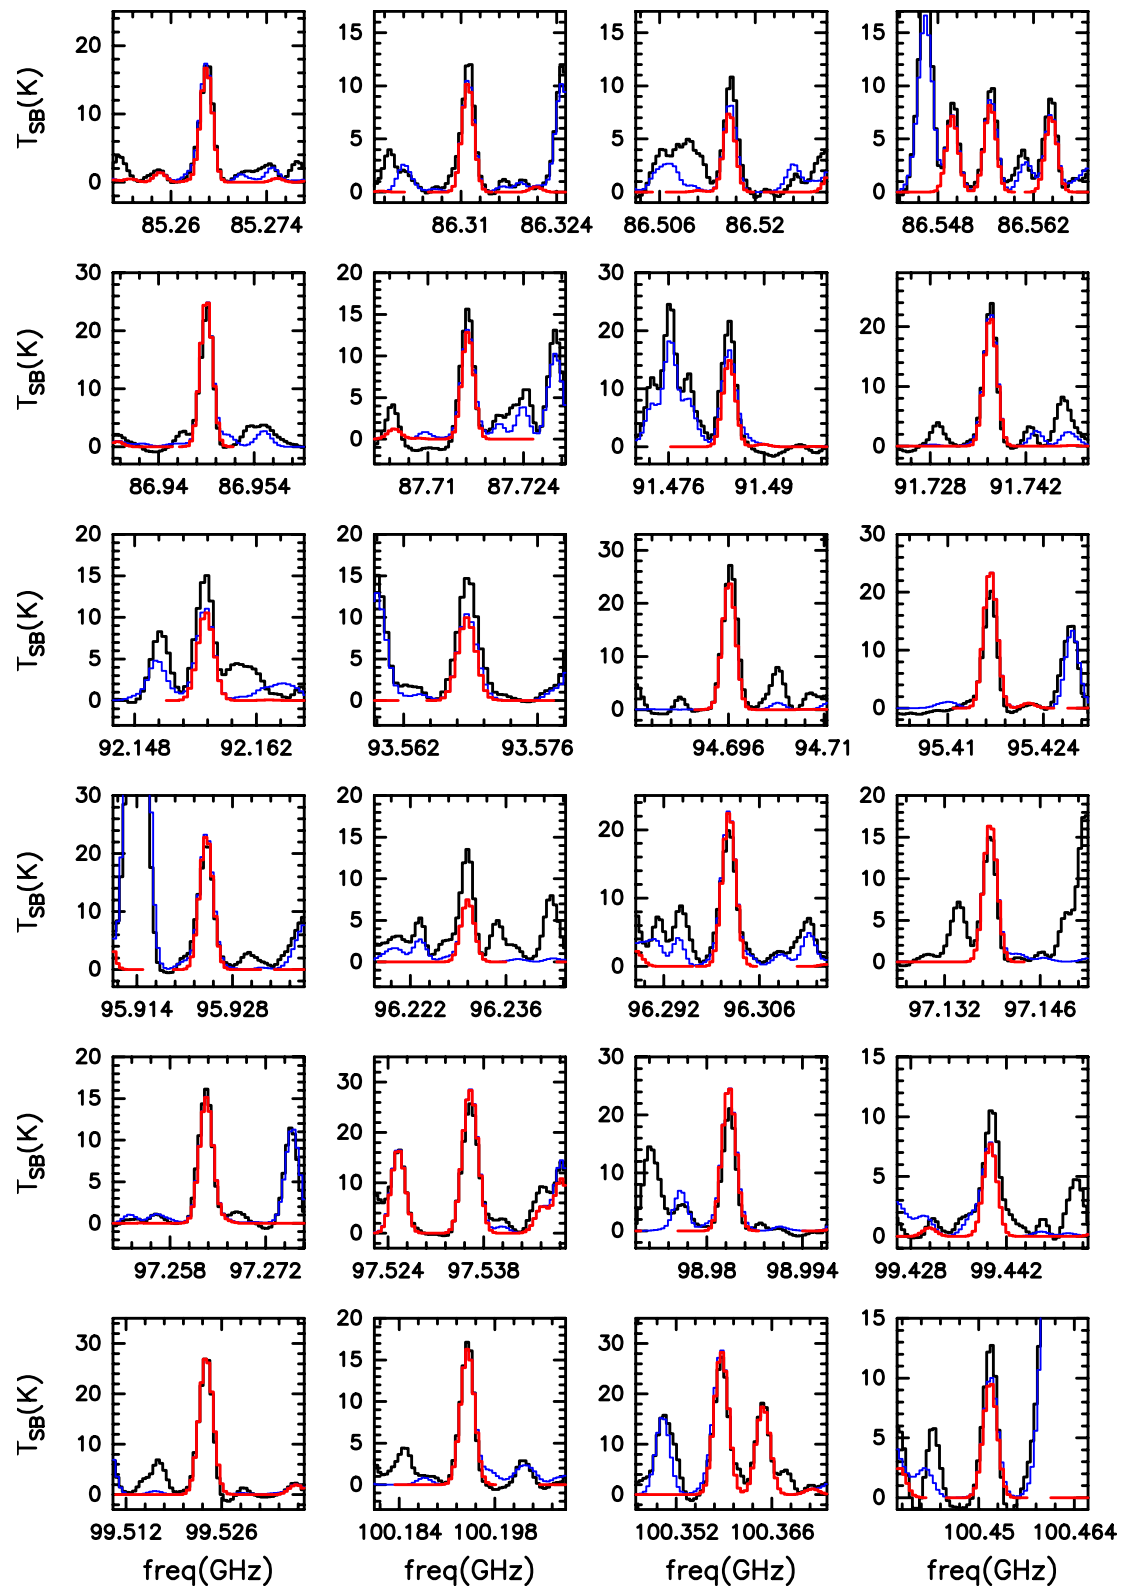 T_SB(K) 20 10 0 15 10 5 0 15 10 5 0 15 10 5 0
85.26 85.274 86.31 86.324 86.506 86.52 86.548 86.562
T_SB(K) 30 20 10 0 20 15 10 5 0 30 20 10 0 20 10 0
86.94 86.954 87.71 87.724 91.476 91.49 91.728 91.742
T_SB(K) 20 15 10 5 0 20 15 10 5 0 30 20 10 0 30 20 10 0
92.148 92.162 93.562 93.576 94.696 94.71 95.41 95.424
T_SB(K) 30 20 10 0 20 15 10 5 0 20 10 0 20 15 10 5 0
95.914 95.928 96.222 96.236 96.292 96.306 97.132 97.146
T_SB(K) 20 15 10 5 0 30 20 10 0 30 20 10 0 15 10 5 0
97.258 97.272 97.524 97.538 98.98 98.994 99.428 99.442
T_SB(K) 30 20 10 0 20 15 10 5 0 30 20 10 0 15 10 5 0
99.512 99.526 100.184 100.198 100.352 100.366 100.45 100.464
freq(GHz) freq(GHz) freq(GHz) freq(GHz)